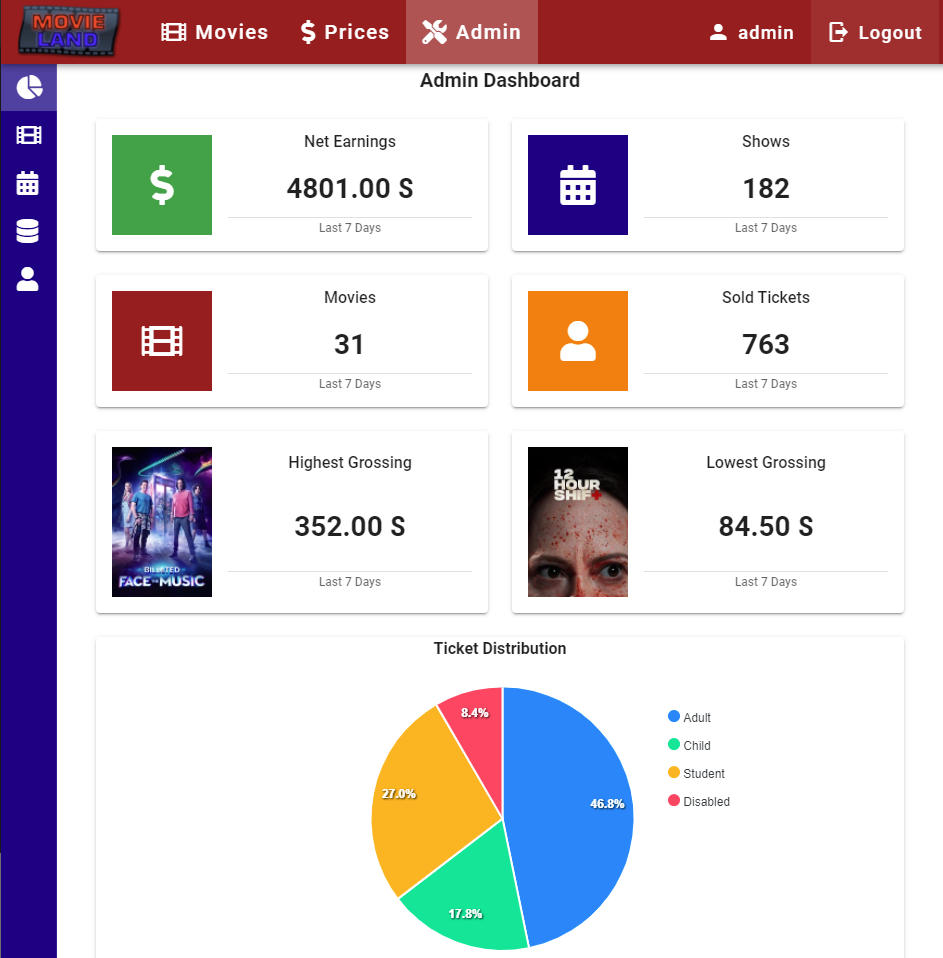 MOVIE
LAND
Movies
Prices
Admin
admin
Logout
Admin Dashboard
Net Earnings
4801.00 S
Last 7 Days
Shows
182
Last 7 Days
Movies
31
Last 7 Days
Sold Tickets
763
Last 7 Days
Highest Grossing
352.00 S
Last 7 Days
FACE THE MUSIC
Lowest Grossing
84.50 S
Last 7 Days
12
HOUR
SHIFT
Ticket Distribution
8.4%
27.0%
46.8%
17.8%
Adult
Child
Student
Disabled